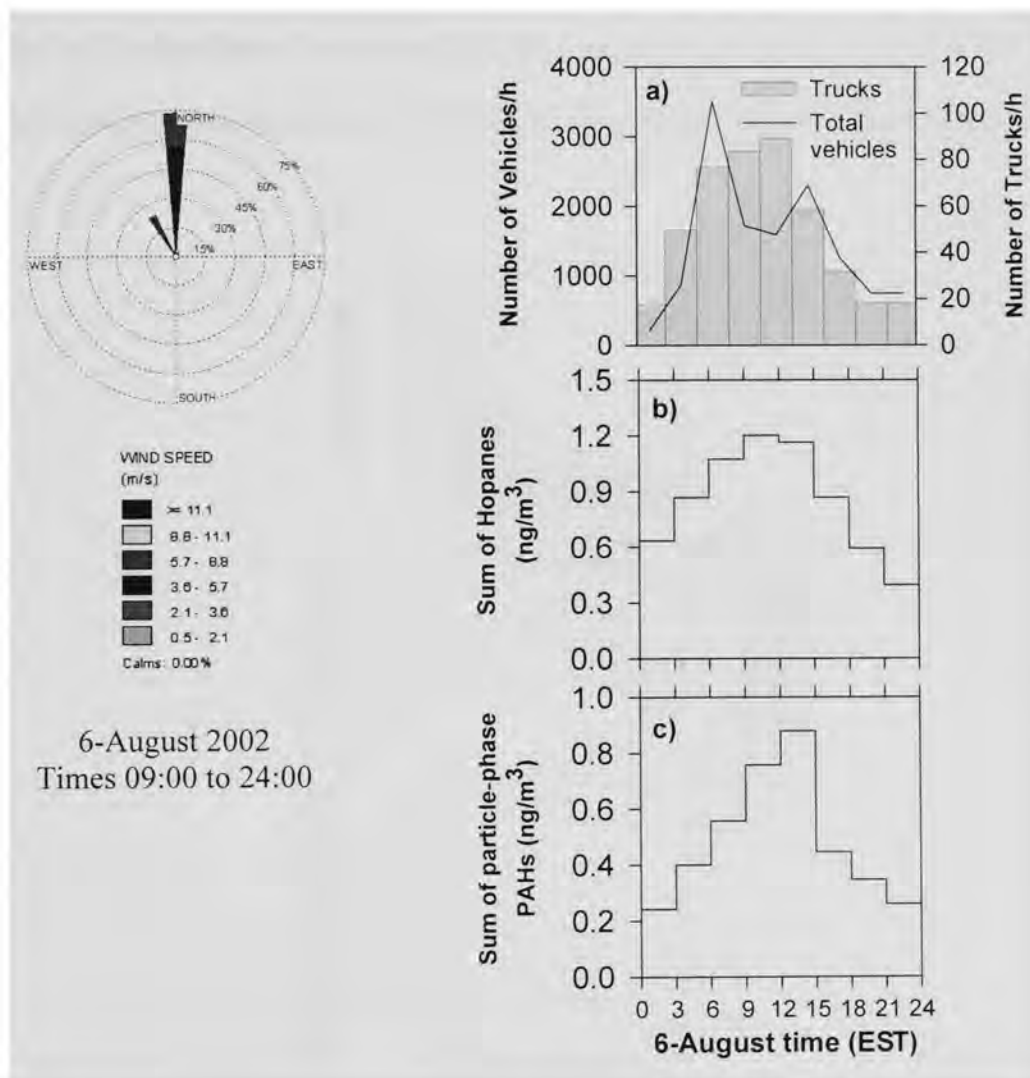 NORTH
75%
60%
45%
30%
15%
WEST
EAST
SOUTH
WIND SPEED
(m/s)
>= 11.1
8.8 - 11.1
5.7 - 8.8
3.6 - 5.7
2.1 - 3.6
0.5 - 2.1
Calms: 0.00%
6-August 2002
Times 09:00 to 24:00
a)
Trucks
Total
vehicles
Number of Vehicles/h
4000
3000
2000
1000
0
Number of Trucks/h
120
100
80
60
40
20
0
b)
Sum of Hopanes
(ng/m³)
1.5
1.2
0.9
0.6
0.3
0.0
c)
Sum of particle-phase
PAHs (ng/m³)
1.0
0.8
0.6
0.4
0.2
0.0
0 3 6 9 12 15 18 21 24
6-August time (EST)